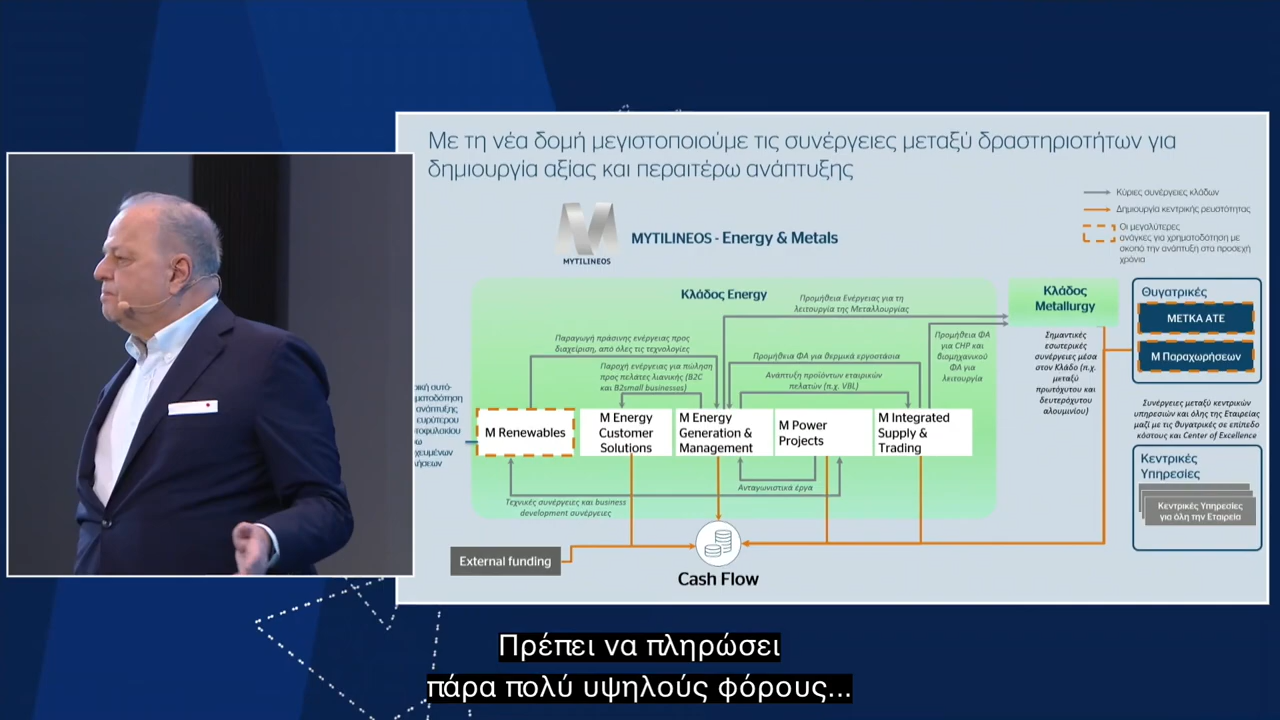 Με τη νέα δομή μεγιστοποιούμε τις συνέργειες μεταξύ δραστηριοτήτων για
δημιουργία αξίας και περαιτέρω ανάπτυξης
Κύριες συνέργειες κλάδων
Δημιουργία κεντρικής ρευστότητας
Οι μεγαλύτερες
ανάγκες για χρηματοδότηση με
σκοπό την ανάπτυξη στα προσεχή
χρόνια
MYTILINEOS
MYTILINEOS - Energy & Metals
Κλάδος Energy
Προμήθεια Ενέργειας για τη
λειτουργία της Μεταλλουργίας
Κλάδος
Metallurgy
Θυγατρικές
ΜΕΤΚΑ ΑΤΕ
Μ Παραχωρήσεων
Παραγωγή πράσινης ενέργειας προς
διαχείριση, από όλες τις τεχνολογίες
Παροχή ενέργειας για πώληση
προς πελάτες λιανικής (B2C
και B2small businesses)
Προμήθεια ΦΑ για θερμικά εργοστάσια
Ανάπτυξη προϊόντων εταιρικών
πελατών (π.χ. VBL)
Προμήθεια ΦΑ
για CHP και
βιομηχανικού
ΦΑ για
λειτουργία
Σημαντικές
εσωτερικές
συνέργειες μέσα
στον Κλάδο (π.χ.
μεταξύ
πρωτόχυτου και
δευτερόχυτου
αλουμινίου)
Συνέργειες μεταξύ κεντρικών
υπηρεσιών και όλης της Εταιρείας
μαζί με τις θυγατρικές σε επίπεδο
κόστους και Center of Excellence
M Renewables
M Energy
Customer
Solutions
M Energy
Generation &
Management
M Power
Projects
M Integrated
Supply &
Trading
Κεντρικές
Υπηρεσίες
Κεντρικές Υπηρεσίες
για όλη την Εταιρεία
Ανταγωνιστικά έργα
Τεχνικές συνέργειες και business
development συνέργειες
External funding
Cash Flow
Πρέπει να πληρώσει
πάρα πολύ υψηλούς φόρους...